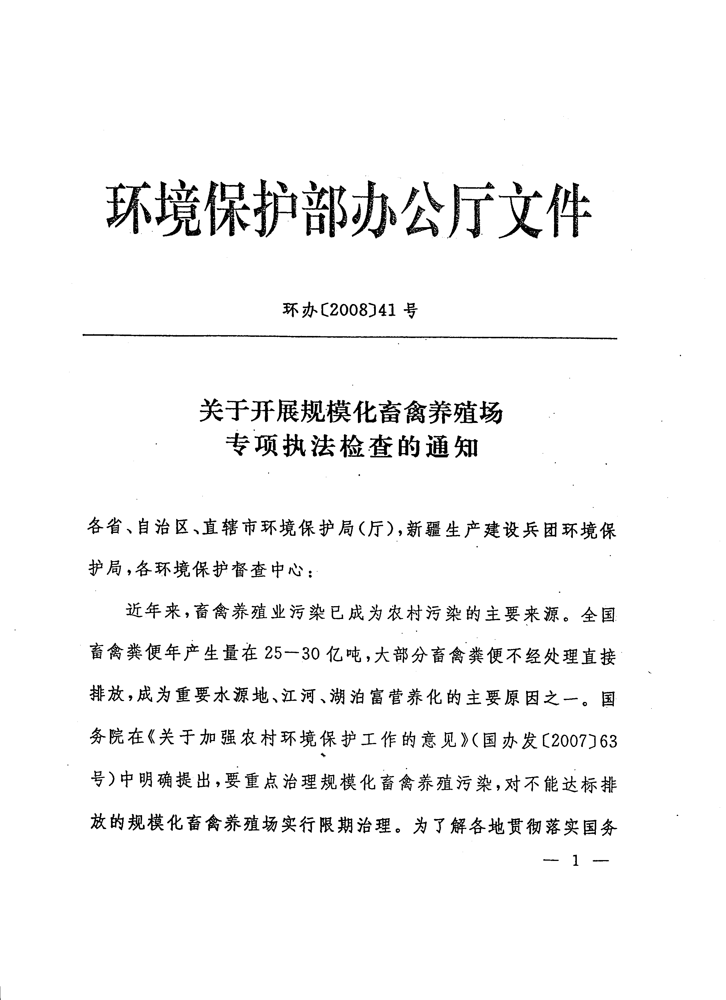 环境保护部办公厅文件
环办〔2008〕41 号
关于开展规模化畜禽养殖场
专项执法检查的通知
各省、自治区、直辖市环境保护局(厅),新疆生产建设兵团环境保
护局,各环境保护督查中心:
近年来,畜禽养殖业污染已成为农村污染的主要来源。全国
畜禽粪便年产生量在 25—30 亿吨,大部分畜禽粪便不经处理直接
排放,成为重要水源地、江河、湖泊富营养化的主要原因之一。国
务院在《关于加强农村环境保护工作的意见》(国办发〔2007〕63
号)中明确提出,要重点治理规模化畜禽养殖污染,对不能达标排
放的规模化畜禽养殖场实行限期治理。为了解各地贯彻落实国务
— 1 —